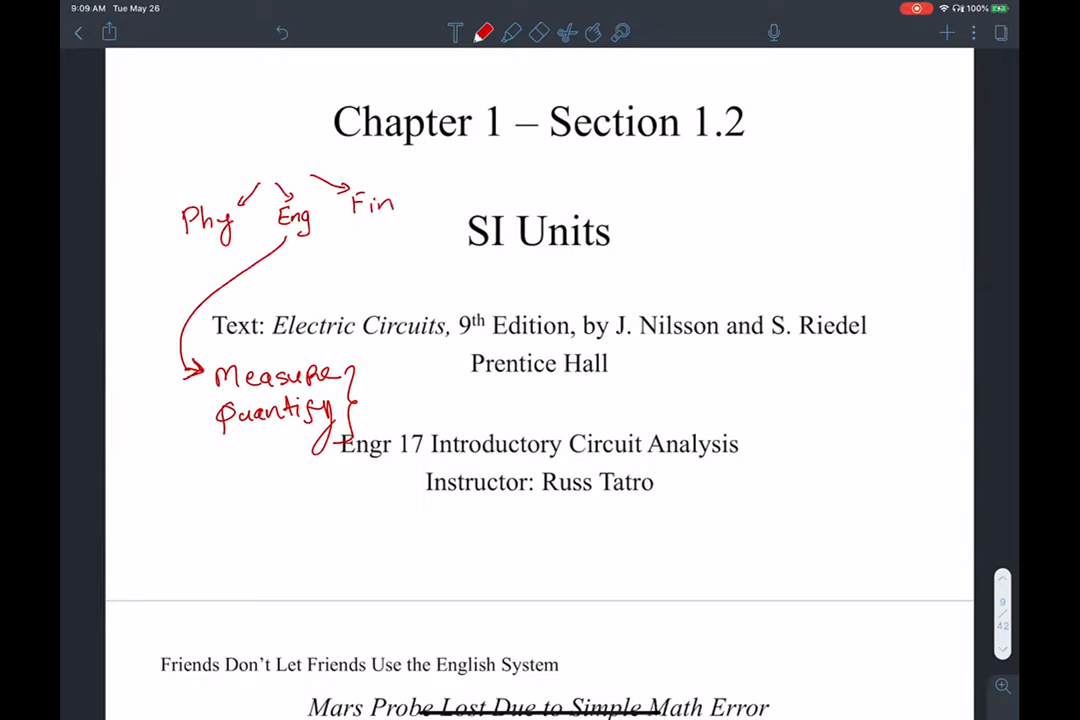 9:09 AM Tue May 26
100%
Chapter 1 – Section 1.2
Phy Eng Fin
SI Units
Text: Electric Circuits, 9th Edition, by J. Nilsson and S. Riedel
Prentice Hall
Measure
Quantify
Engr 17 Introductory Circuit Analysis
Instructor: Russ Tatro
9
/
42
Friends Don't Let Friends Use the English System
Mars Probe Lost Due to Simple Math Error